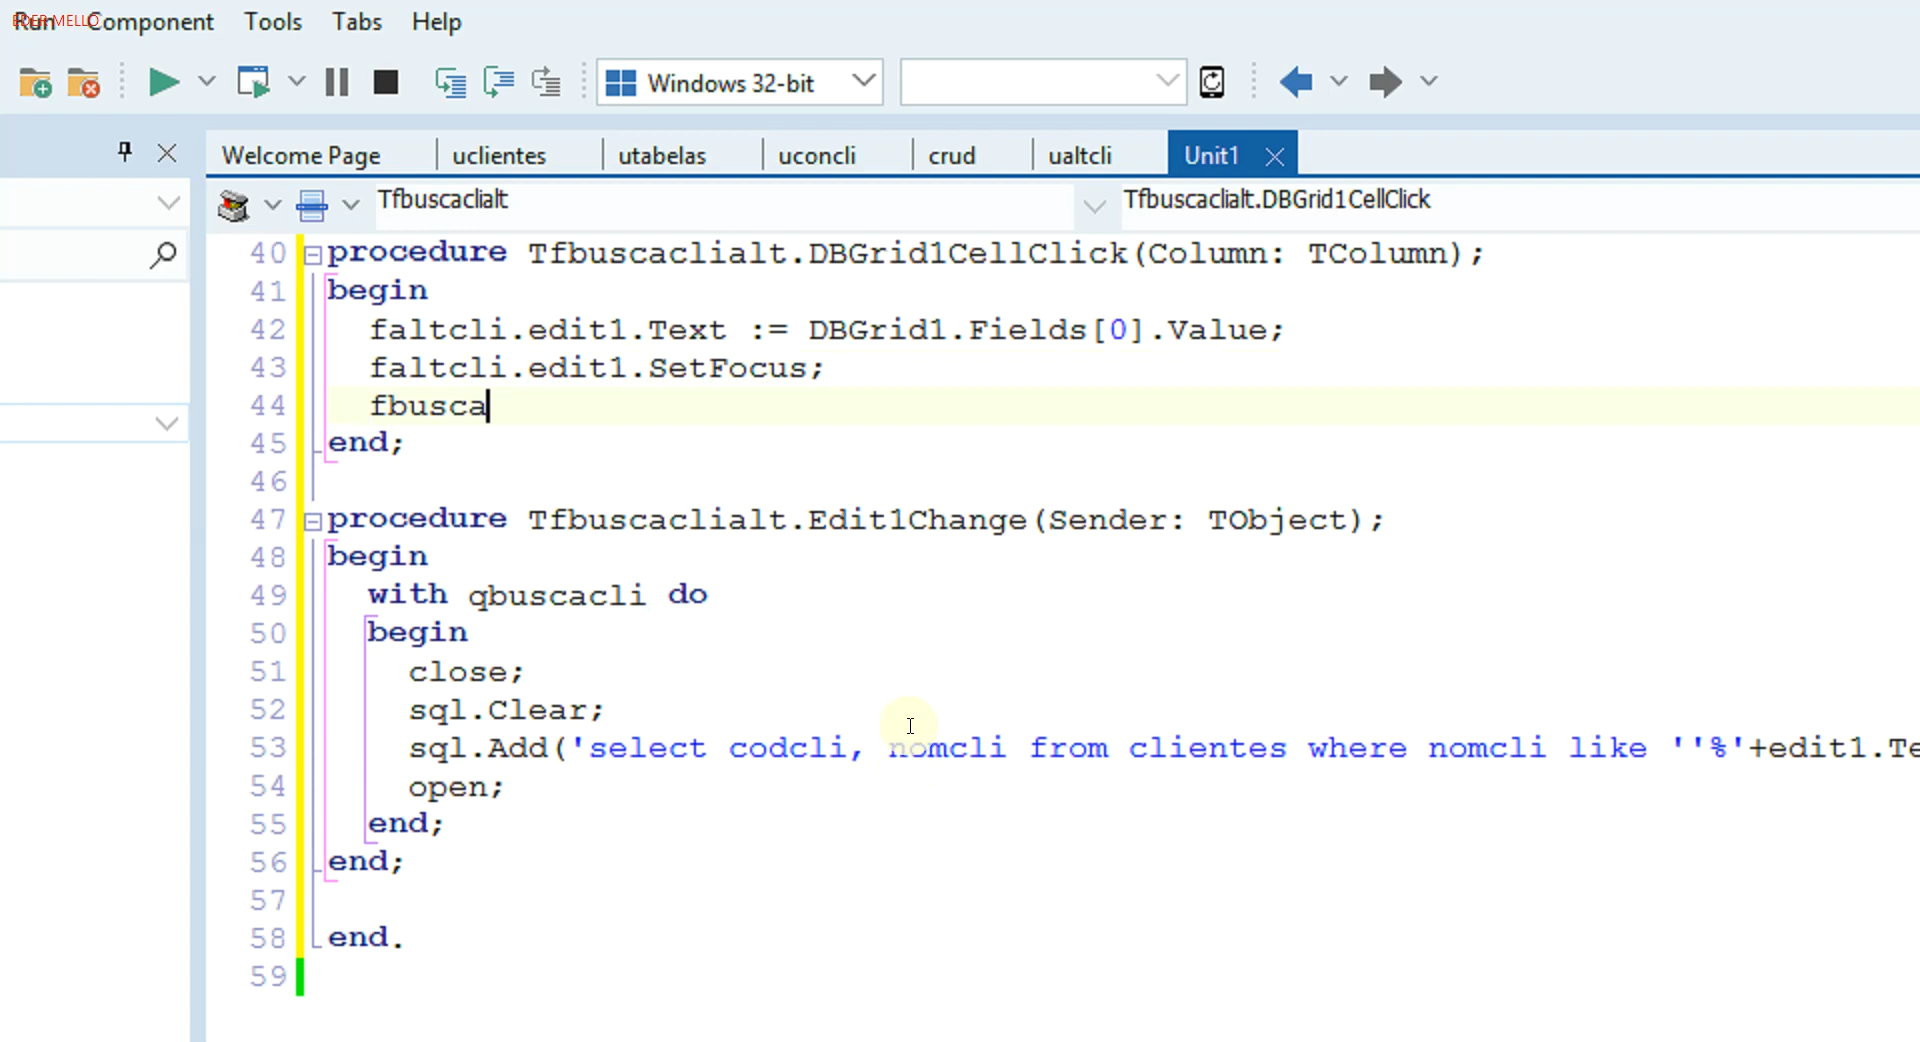 EDER MELLO
Run Component Tools Tabs Help
Windows 32-bit
Welcome Page uclientes utabelas uconcli crud ualtcli Unit1
Tfbuscaclialt Tfbuscaclialt.DBGrid1CellClick
40 procedure Tfbuscaclialt.DBGrid1CellClick(Column: TColumn);
41 begin
42 faltcli.edit1.Text := DBGrid1.Fields[0].Value;
43 faltcli.edit1.SetFocus;
44 fbusca
45 end;
46
47 procedure Tfbuscaclialt.Edit1Change(Sender: TObject);
48 begin
49 with qbuscacli do
50 begin
51 close;
52 sql.Clear;
53 sql.Add('select codcli, nomcli from clientes where nomcli like ''%'+edit1.Te
54 open;
55 end;
56 end;
57
58 end.
59